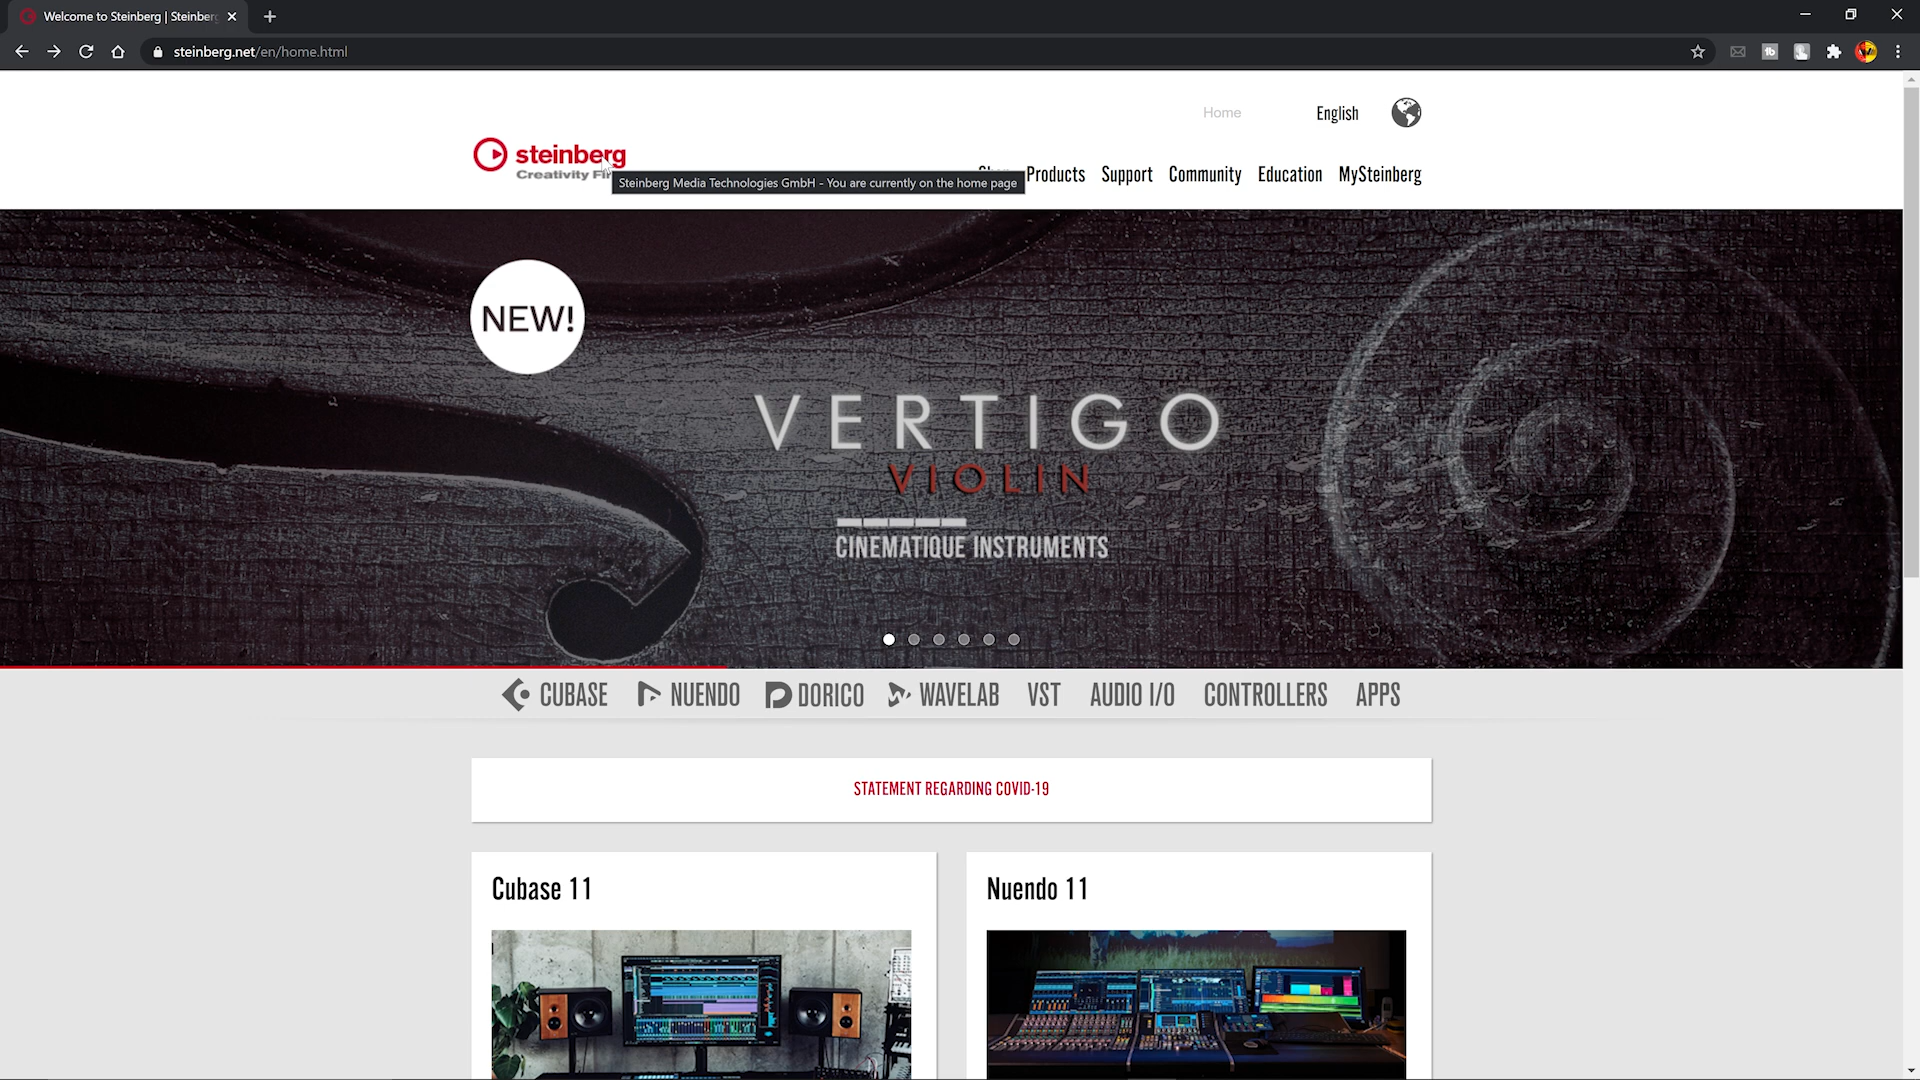 Welcome to Steinberg | Steinberg
steinberg.net/en/home.html
Home
English
steinberg
Creativity Fir
Steinberg Media Technologies GmbH - You are currently on the home page
Products
Support
Community
Education
MySteinberg
NEW!
VERTIGO
VIOLIN
CINEMATIQUE INSTRUMENTS
CUBASE
NUENDO
DORICO
WAVELAB
VST
AUDIO I/O
CONTROLLERS
APPS
STATEMENT REGARDING COVID-19
Cubase 11
Nuendo 11